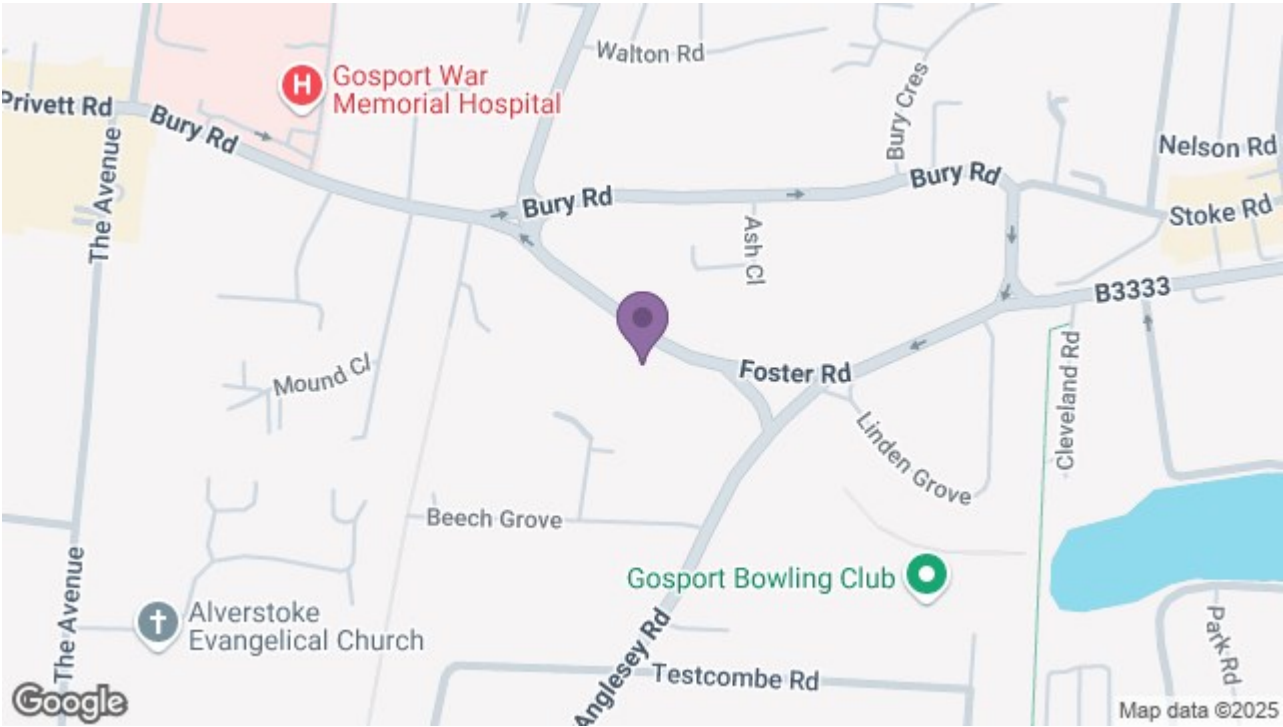 Walton Rd
H
Gosport War
Memorial Hospital
Privett Rd
Bury Rd
Bury Cres
Nelson Rd
The Avenue
Bury Rd
Bury Rd
Stoke Rd
Ash Cl
B3333
Mound Cl
Foster Rd
Cleveland Rd
Linden Grove
Beech Grove
Gosport Bowling Club
The Avenue
Alverstoke
Evangelical Church
Anglesey Rd
Testcombe Rd
Park Rd
Google
Map data ©2025